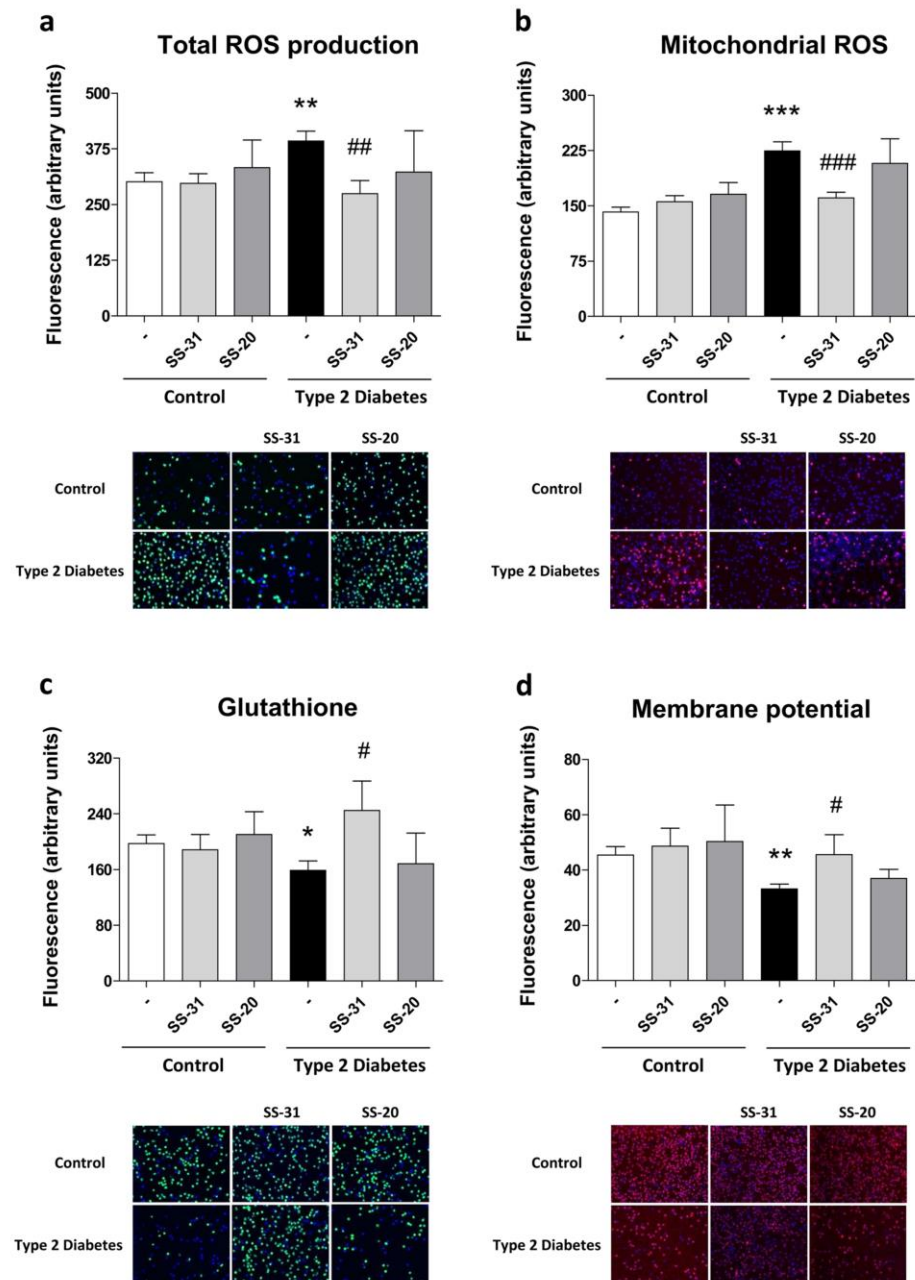 a
Total ROS production
Fluorescence (arbitrary units)
500
375
250
125
0
**
##
-
SS-31
SS-20
-
SS-31
SS-20
Control
Type 2 Diabetes
SS-31
SS-20
Control
Type 2 Diabetes
b
Mitochondrial ROS
Fluorescence (arbitrary units)
300
225
150
75
0
***
###
-
SS-31
SS-20
-
SS-31
SS-20
Control
Type 2 Diabetes
SS-31
SS-20
Control
Type 2 Diabetes
c
Glutathione
Fluorescence (arbitrary units)
320
240
160
80
0
*
#
-
SS-31
SS-20
-
SS-31
SS-20
Control
Type 2 Diabetes
SS-31
SS-20
Control
Type 2 Diabetes
d
Membrane potential
Fluorescence (arbitrary units)
80
60
40
20
0
**
#
-
SS-31
SS-20
-
SS-31
SS-20
Control
Type 2 Diabetes
SS-31
SS-20
Control
Type 2 Diabetes